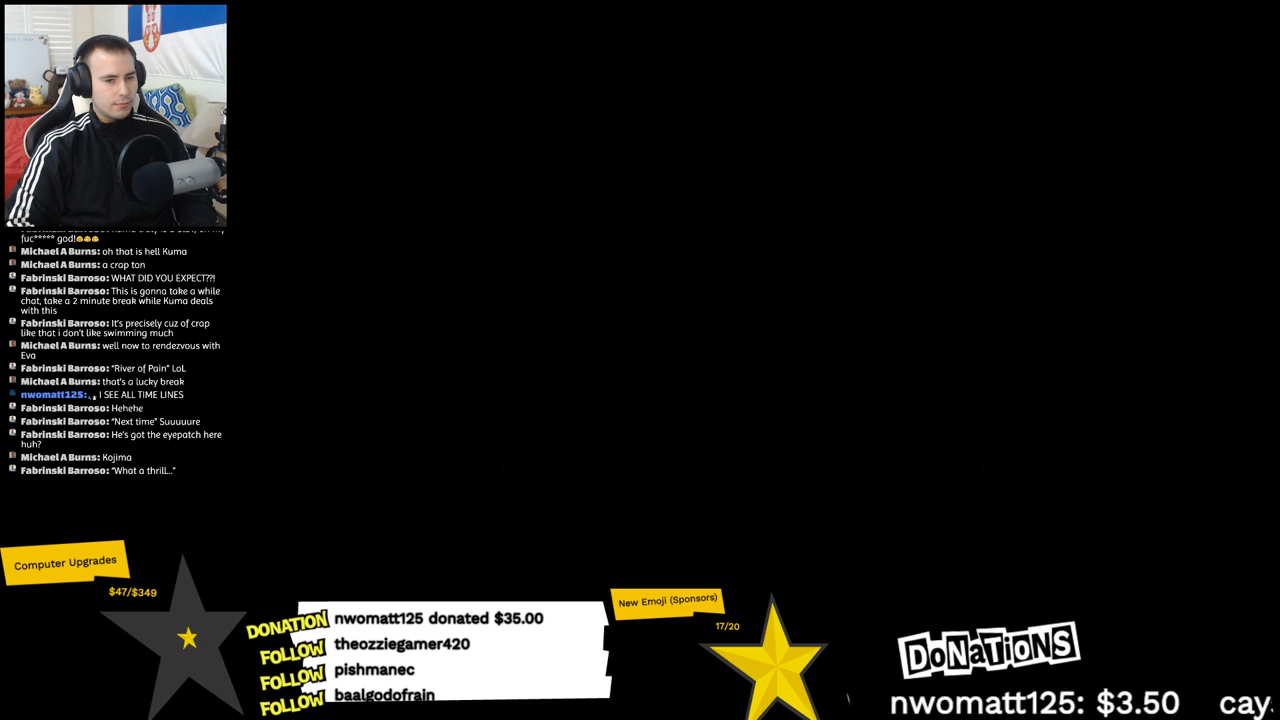 fuc***** god!
Michael A Burns: oh that is hell Kuma
Michael A Burns: a crap ton
Fabrinski Barroso: WHAT DID YOU EXPECT??!
Fabrinski Barroso: This is gonna take a while
chat, take a 2 minute break while Kuma deals
with this
Fabrinski Barroso: It's precisely cuz of crap
like that i don't like swimming much
Michael A Burns: well now to rendezvous with
Eva
Fabrinski Barroso: "River of Pain" LoL
Michael A Burns: that's a lucky break
nwomatt125: I SEE ALL TIME LINES
Fabrinski Barroso: Hehehe
Fabrinski Barroso: "Next time" Suuuuure
Fabrinski Barroso: He's got the eyepatch here
huh?
Michael A Burns: Kojima
Fabrinski Barroso: "What a thrill..."
Computer Upgrades
$47/$349
DONATION nwomatt125 donated $35.00
FOLLOW theozziegamer420
FOLLOW pishmanec
FOLLOW baalgodofrain
New Emoji (Sponsors)
17/20
DONATIONS
nwomatt125: $3.50 cay